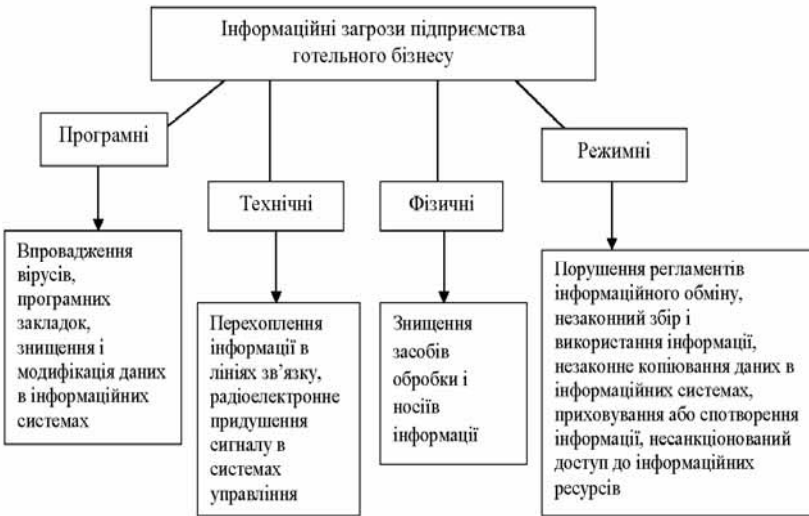 Інформаційні загрози підприємства
готельного бізнесу
Програмні
Режимні
Технічні
Фізичні
Впровадження
вірусів,
програмних
закладок,
знищення і
модифікація даних
в інформаційних
системах
Перехоплення
інформації в
лініях зв’язку,
радіоелектронне
придушення
сигналу в
системах
управління
Знищення
засобів
обробки і
носіїв
інформації
Порушення регламентів
інформаційного обміну,
незаконний збір і
використання інформації,
незаконне копіювання даних в
інформаційних системах,
приховування або спотворення
інформації, несанкціонований
доступ до інформаційних
ресурсів